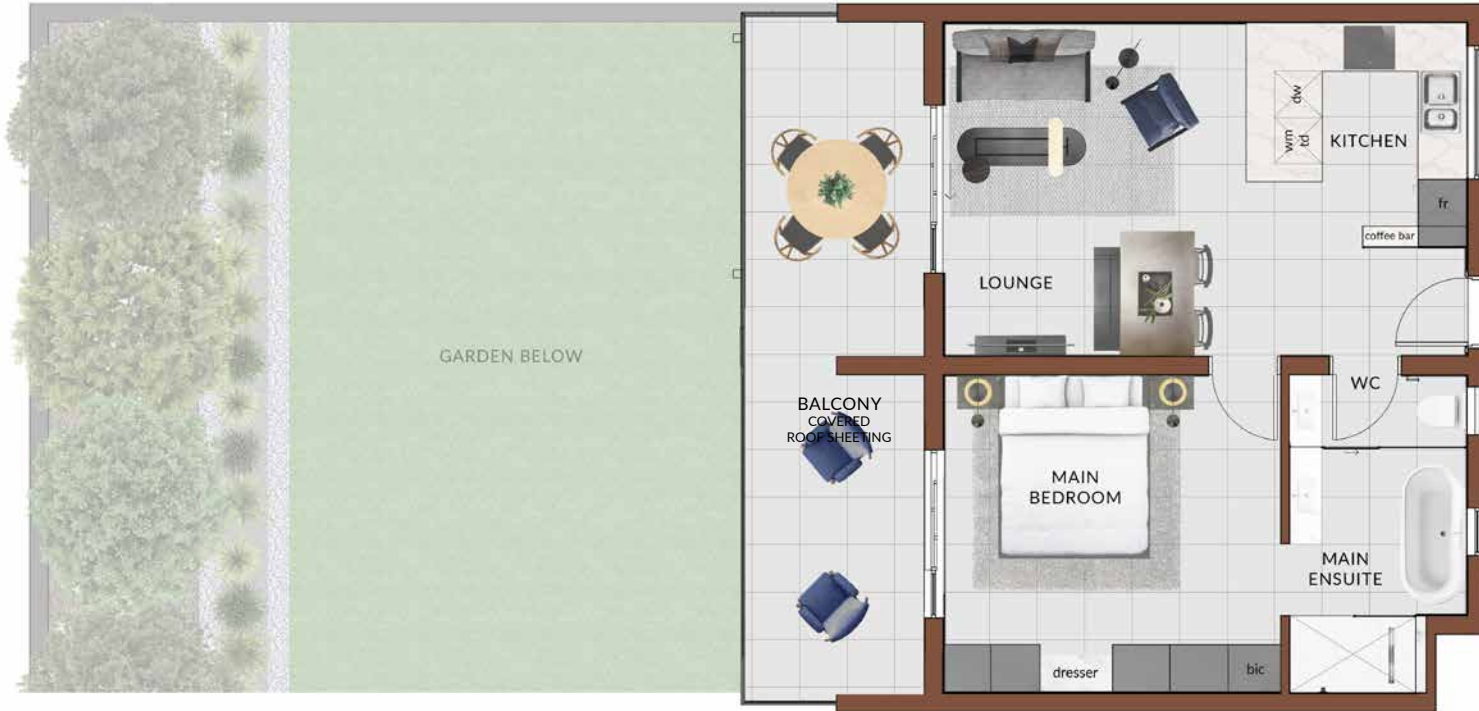 dw
wm
td
KITCHEN
fr
coffee bar
LOUNGE
GARDEN BELOW
WC
BALCONY
COVERED
ROOF SHEETING
MAIN
BEDROOM
MAIN
ENSUITE
dresser
bic